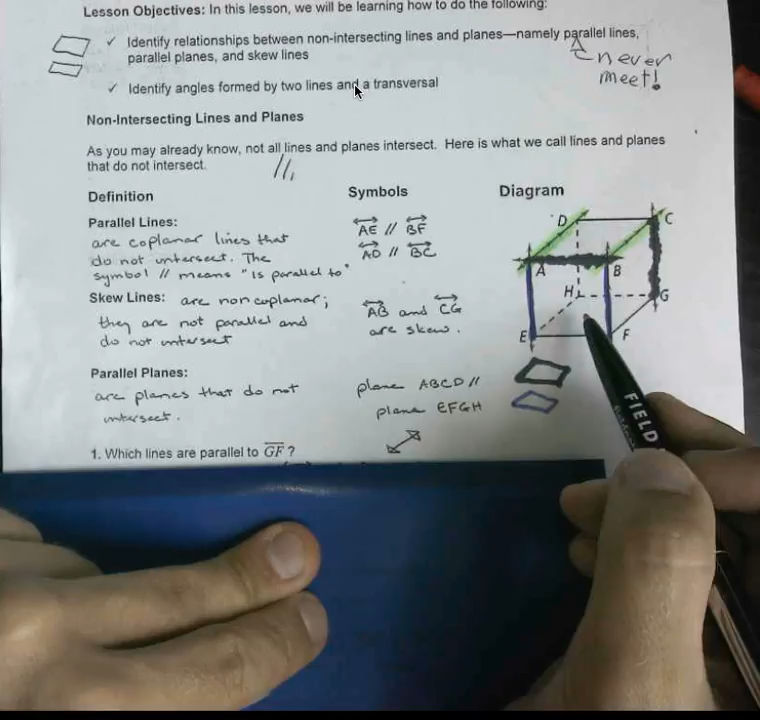 Lesson Objectives: In this lesson, we will be learning how to do the following:
✓ Identify relationships between non-intersecting lines and planes—namely parallel lines,
parallel planes, and skew lines
never
meet!
✓ Identify angles formed by two lines and a transversal
Non-Intersecting Lines and Planes
As you may already know, not all lines and planes intersect. Here is what we call lines and planes
that do not intersect. //,
Definition Symbols Diagram
Parallel Lines:
are coplanar lines that
do not intersect. The
symbol // means "is parallel to"
AE // BF
AD // BC
Skew Lines: are noncoplanar;
they are not parallel and
do not intersect
AB and CG
are skew.
Parallel Planes:
are planes that do not
intersect.
plane ABCD //
plane EFGH
D C
A B
H G
E F
1. Which lines are parallel to GF?
FIELD